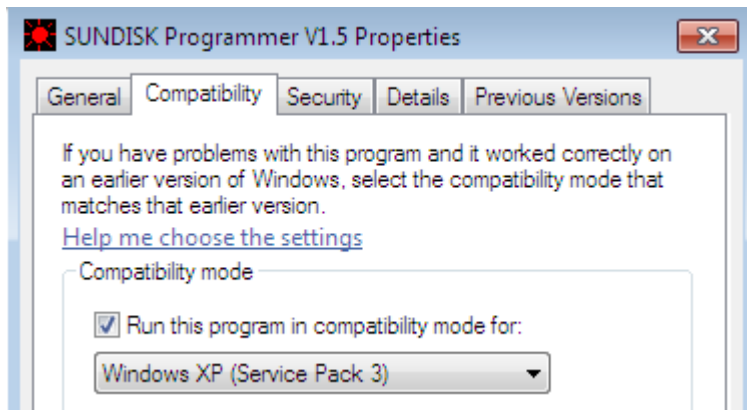 SUNDISK Programmer V1.5 Properties
General Compatibility Security Details Previous Versions
If you have problems with this program and it worked correctly on
an earlier version of Windows, select the compatibility mode that
matches that earlier version.
Help me choose the settings
Compatibility mode
Run this program in compatibility mode for:
Windows XP (Service Pack 3)